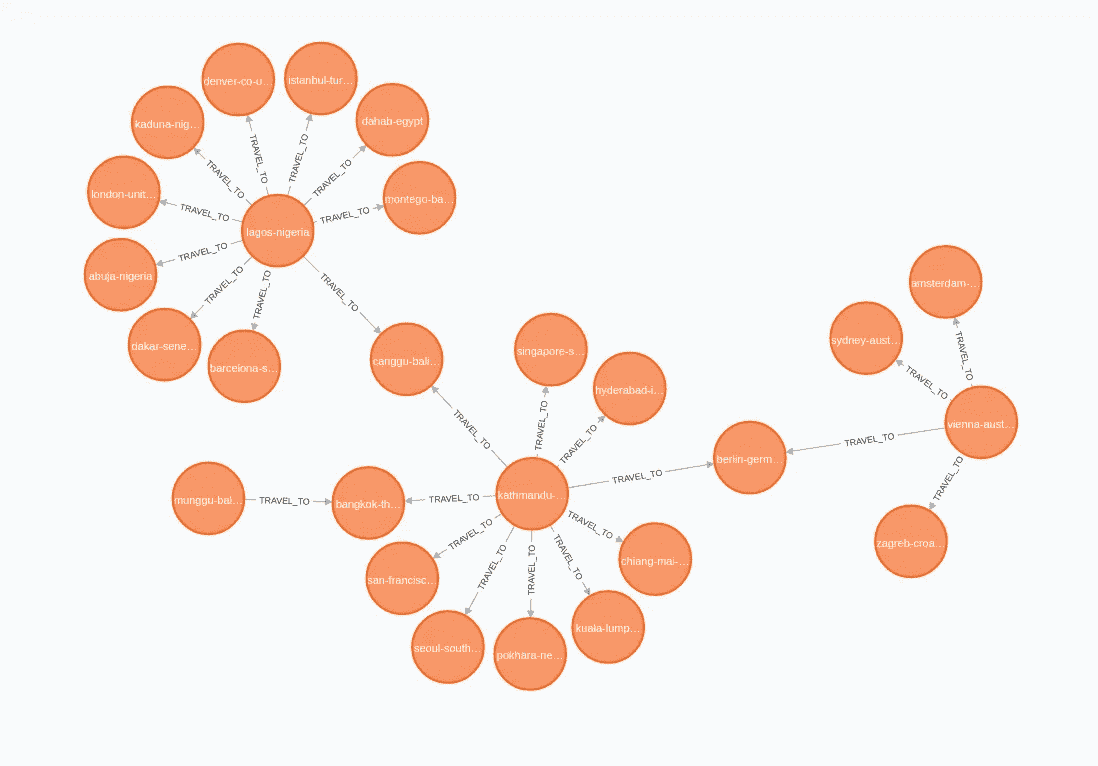 denver-co-u...
istanbul-tur...
kaduna-nig...
dahab-egypt
TRAVEL_TO
TRAVEL_TO
TRAVEL_TO
TRAVEL_TO
london-unit...
montego-ba...
TRAVEL_TO
TRAVEL_TO
lagos-nigeria
TRAVEL_TO
abuja-nigeria
TRAVEL_TO
TRAVEL_TO
TRAVEL_TO
dakar-sene...
barcelona-s...
canggu-bali...
amsterdam-...
sydney-aust...
TRAVEL_TO
TRAVEL_TO
singapore-s...
hyderabad-i...
vienna-aust...
TRAVEL_TO
TRAVEL_TO
TRAVEL_TO
TRAVEL_TO
berlin-germ...
TRAVEL_TO
TRAVEL_TO
munggu-bai...
TRAVEL_TO
bangkok-th...
TRAVEL_TO
kathmandu-...
TRAVEL_TO
TRAVEL_TO
TRAVEL_TO
TRAVEL_TO
TRAVEL_TO
zagreb-croa...
chiang-mai-...
san-francisc...
kuala-lump...
seoul-south...
pokhara-ne...